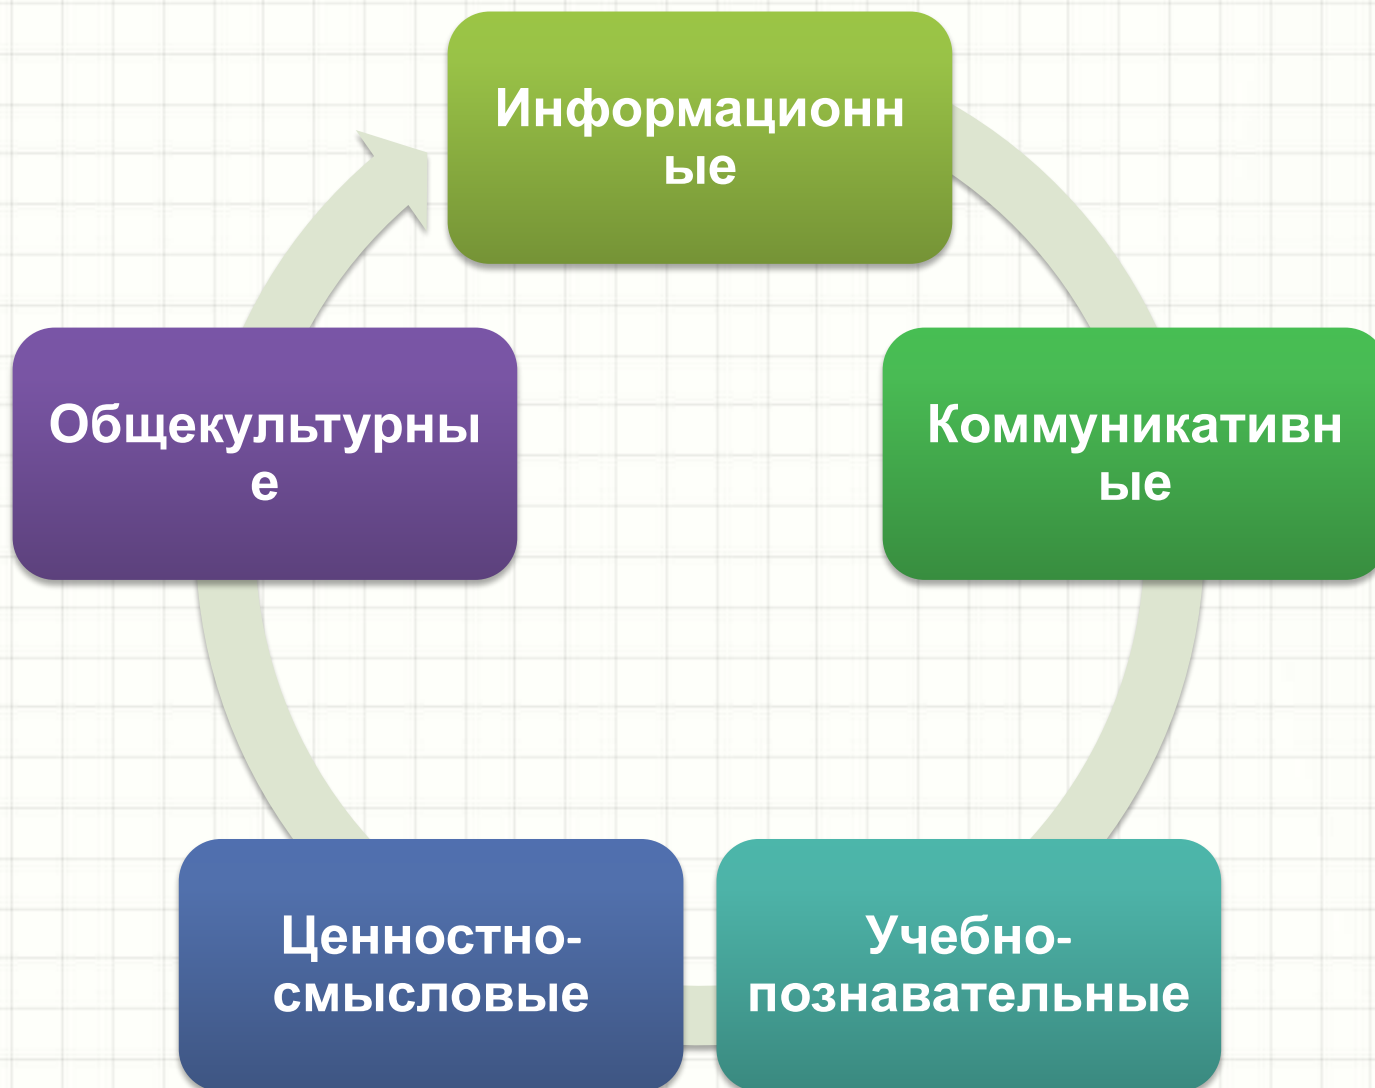 Информационн
ые
Общекультурны
е
Коммуникативн
ые
Ценностно-
смысловые
Учебно-
познавательные